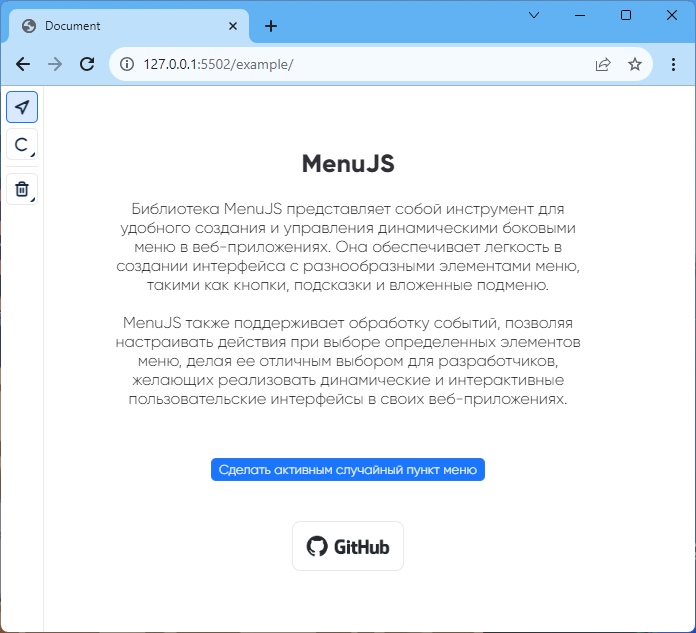 Document
127.0.0.1:5502/example/
C
MenuJS
Библиотека MenuJS представляет собой инструмент для
удобного создания и управления динамическими боковыми
меню в веб-приложениях. Она обеспечивает легкость в
создании интерфейса с разнообразными элементами меню,
такими как кнопки, подсказки и вложенные подменю.
MenuJS также поддерживает обработку событий, позволяя
настраивать действия при выборе определенных элементов
меню, делая ее отличным выбором для разработчиков,
желающих реализовать динамические и интерактивные
пользовательские интерфейсы в своих веб-приложениях.
Сделать активным случайный пункт меню
GitHub